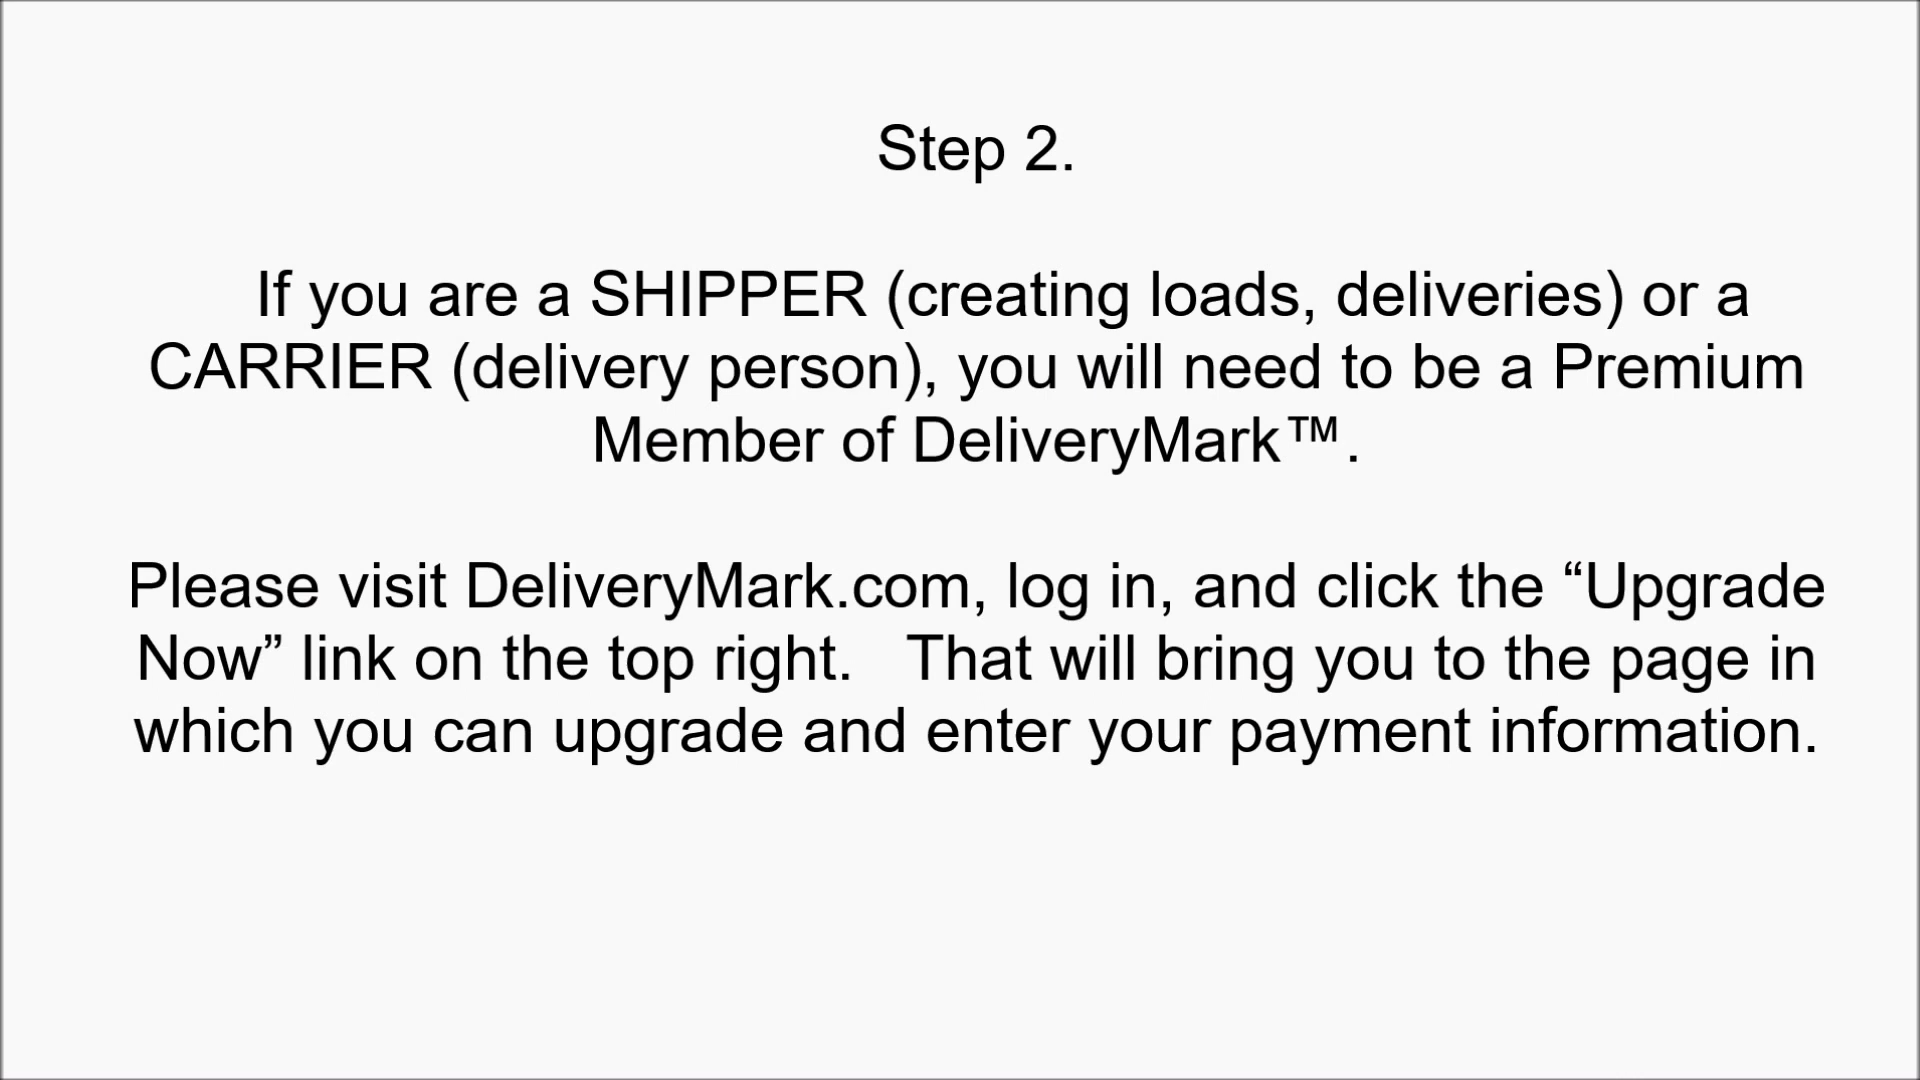 Step 2.
If you are a SHIPPER (creating loads, deliveries) or a
CARRIER (delivery person), you will need to be a Premium
Member of DeliveryMark™.
Please visit DeliveryMark.com, log in, and click the “Upgrade
Now” link on the top right.   That will bring you to the page in
which you can upgrade and enter your payment information.